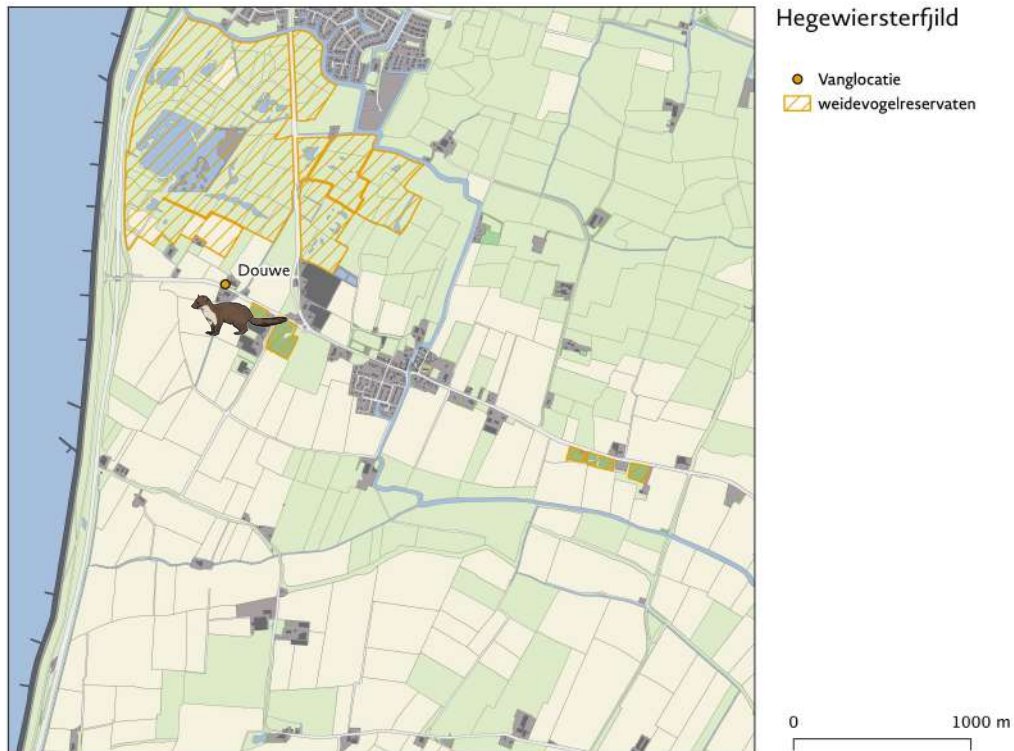 Hegewiersterfjild
Vanglocatie
weidevogelreservaten
Douwe
0 1000 m